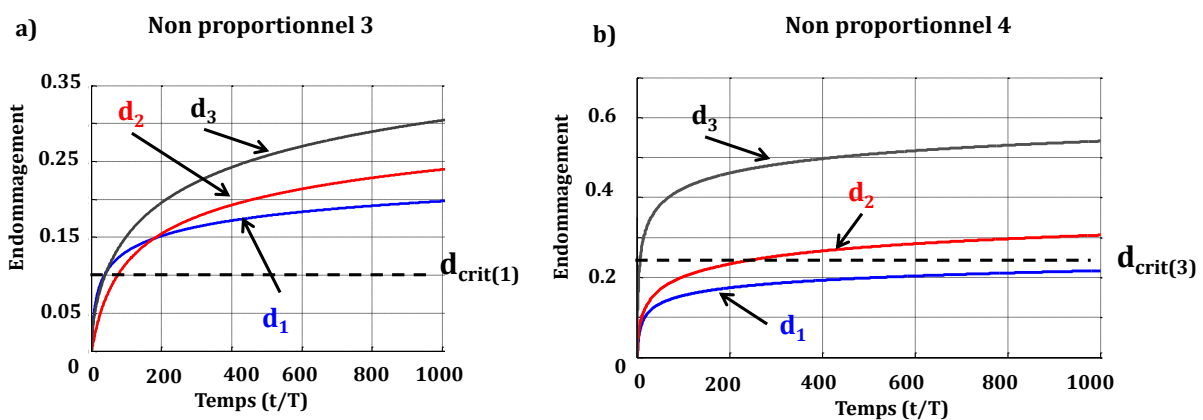 a)
Non proportionnel 3
Endommagement
0.35
0.25
0.15
0.05
0
d2
d3
d1
dcrit(1)
0 200 400 600 800 1000
Temps (t/T)
b)
Non proportionnel 4
Endommagement
0.6
0.4
0.2
0
d3
d2
d1
dcrit(3)
0 200 400 600 800 1000
Temps (t/T)